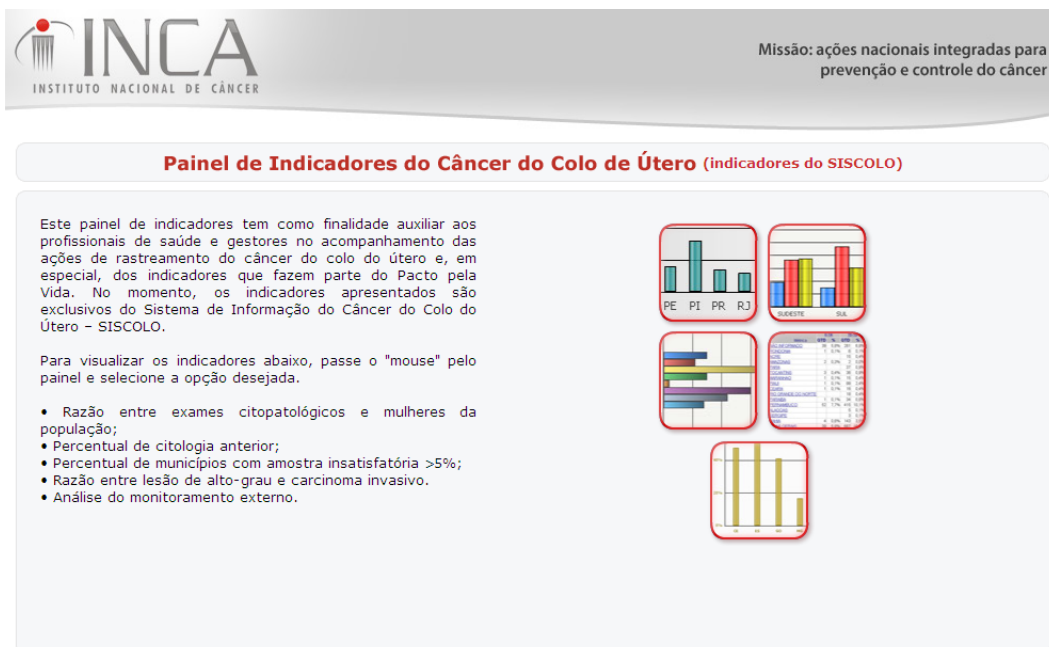 INCA
INSTITUTO NACIONAL DE CÂNCER
Missão: ações nacionais integradas para
prevenção e controle do câncer
Painel de Indicadores do Câncer do Colo de Útero (indicadores do SISCOLO)
Este painel de indicadores tem como finalidade auxiliar aos
profissionais de saúde e gestores no acompanhamento das
ações de rastreamento do câncer do colo do útero e, em
especial, dos indicadores que fazem parte do Pacto pela
Vida. No momento, os indicadores apresentados são
exclusivos do Sistema de Informação do Câncer do Colo do
Útero – SISCOLO.
Para visualizar os indicadores abaixo, passe o "mouse" pelo
painel e selecione a opção desejada.
• Razão entre exames citopatológicos e mulheres da
população;
• Percentual de citologia anterior;
• Percentual de municípios com amostra insatisfatória >5%;
• Razão entre lesão de alto-grau e carcinoma invasivo.
• Análise do monitoramento externo.
PE PI PR RJ
SUDESTE SUL